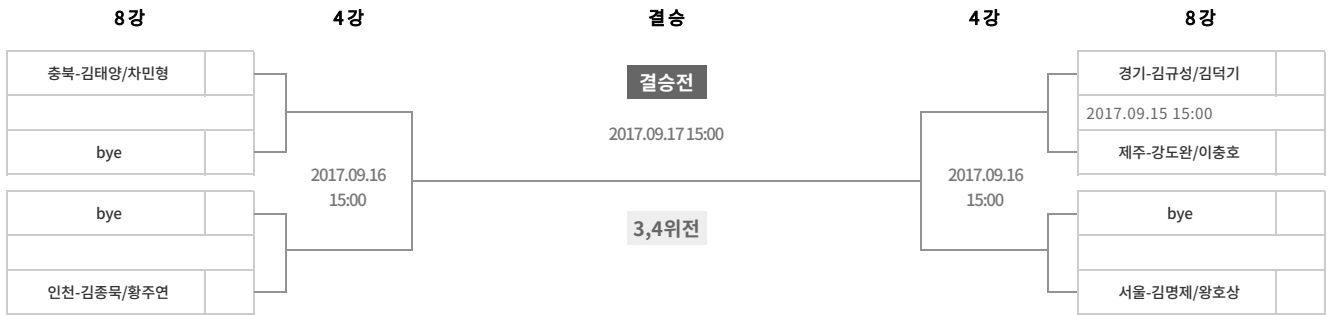 8강
4강
결승
4강
8강
충북-김태양/차민형
bye
bye
인천-김종묵/황주연
2017.09.16
15:00
결승전
2017.09.17 15:00
3,4위전
2017.09.16
15:00
경기-김규성/김덕기
2017.09.15 15:00
제주-강도완/이충호
bye
서울-김명제/왕호상